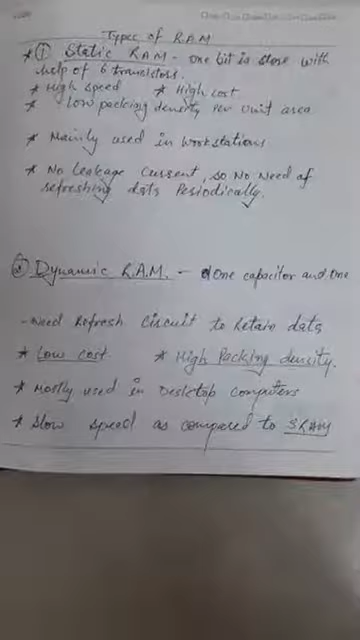 Types of RAM
* ① Static RAM - one bit is store with
help of 6 transistors.
* High speed * High cost
* Low packing density per unit area
* Mainly used in workstations
* No Leakage Current, so No Need of
refreshing data Periodically.
② Dynamic R.A.M. - One capacitor and one
- Need Refresh Circuit to Retain data
* Low cost * High Packing density.
* Mostly used in Desktop computers
* Slow speed as compared to SRAM